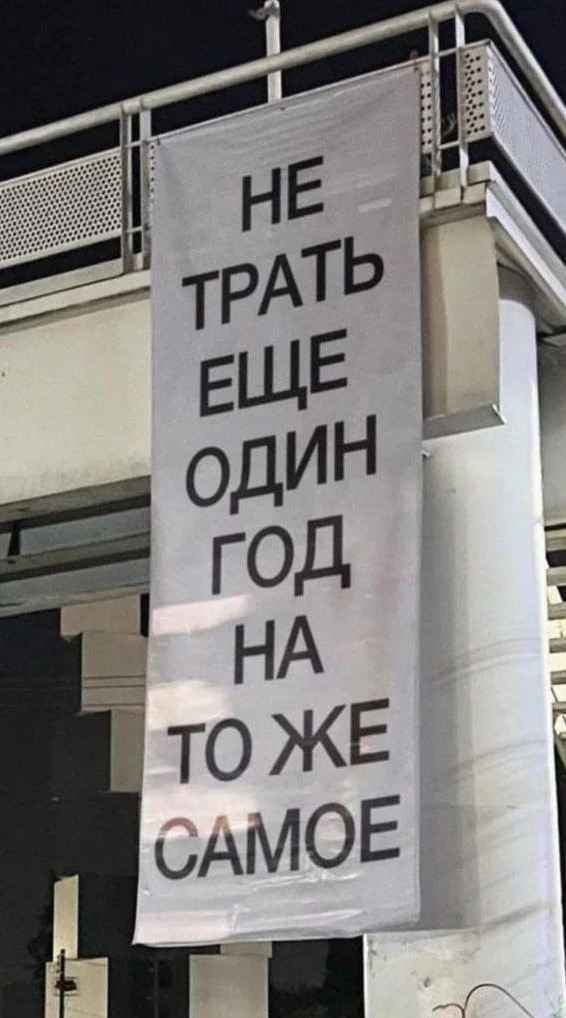 НЕ
ТРАТЬ
ЕЩЕ
ОДИН
ГОД
НА
ТО ЖЕ
САМОЕ